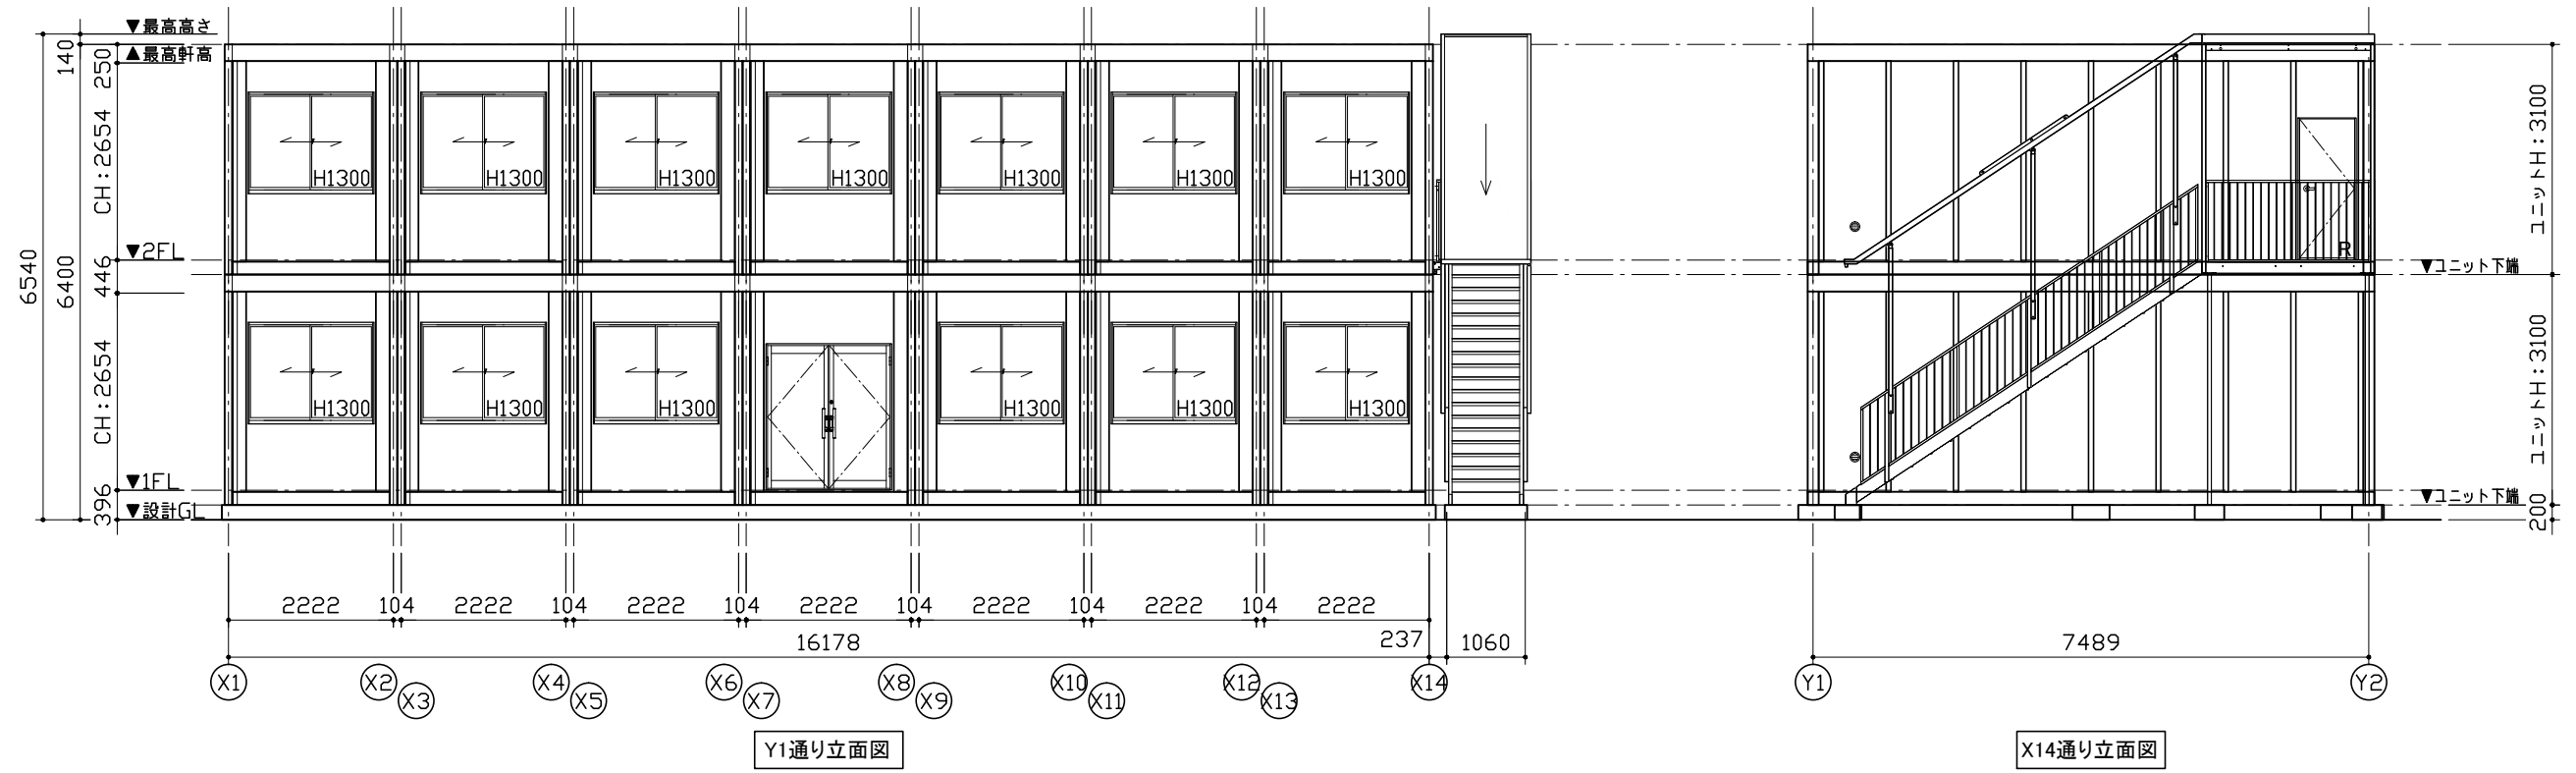 ▼最高高さ
▲最高軒高
140
250
CH:2654
▼2FL
446
6540
6400
CH:2654
▼1FL
396
▼設計GL
H1300 H1300 H1300 H1300 H1300 H1300 H1300
H1300 H1300 H1300 H1300 H1300 H1300
2222 104 2222 104 2222 104 2222 104 2222 104 2222 104 2222
16178 237 1060
X1 X2 X3 X4 X5 X6 X7 X8 X9 X10 X11 X12 X13 X14
Y1通り立面図
R
ユニットH:3100
▼ユニット下端
ユニットH:3100
▼ユニット下端
200
7489
Y1 Y2
X14通り立面図